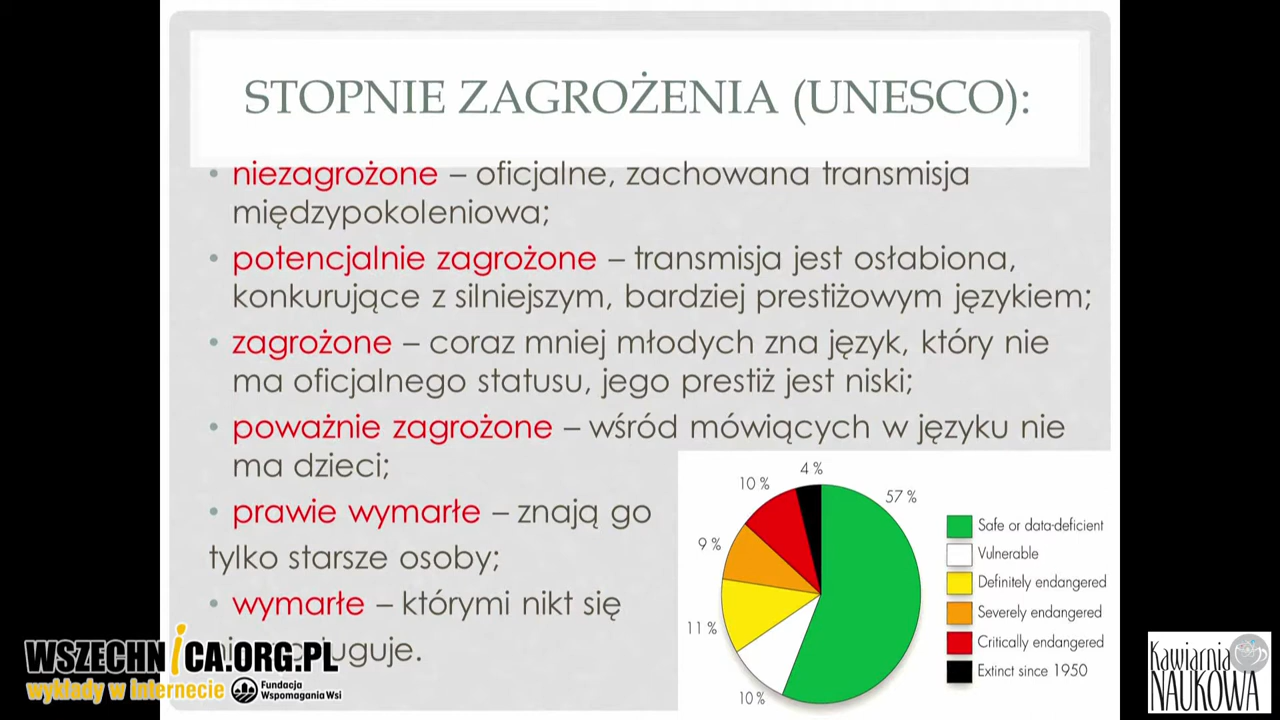 STOPNIE ZAGROŻENIA (UNESCO):
• niezagrożone – oficjalne, zachowana transmisja
międzypokoleniowa;
• potencjalnie zagrożone – transmisja jest osłabiona,
konkurujące z silniejszym, bardziej prestiżowym językiem;
• zagrożone – coraz mniej młodych zna język, który nie
ma oficjalnego statusu, jego prestiż jest niski;
• poważnie zagrożone – wśród mówiących w języku nie
ma dzieci;
• prawie wymarłe – znają go
tylko starsze osoby;
• wymarłe – którymi nikt się
4 %
10 %
57 %
9 %
11 %
10 %
Safe or data-deficient
Vulnerable
Definitely endangered
Severely endangered
Critically endangered
Extinct since 1950
WSZECHNiCA.ORG.PL
wykłady w Internecie
Fundacja
Wspomagania Wsi
Kawiarnia
NAUKOWA